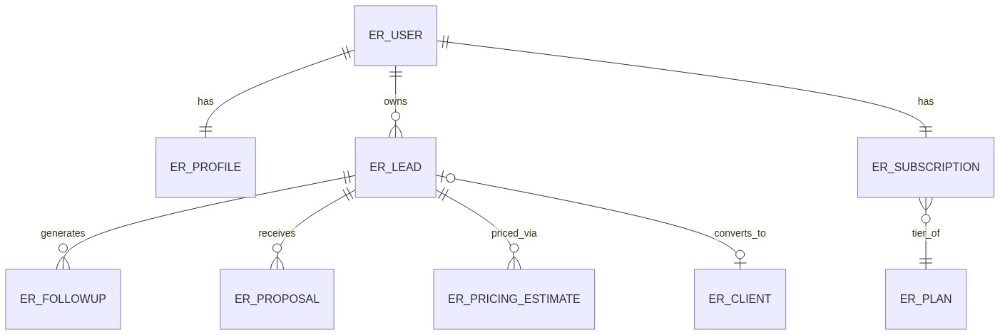 ER_USER
has
owns
has
ER_PROFILE
ER_LEAD
ER_SUBSCRIPTION
generates
receives
priced_via
converts_to
tier_of
ER_FOLLOWUP
ER_PROPOSAL
ER_PRICING_ESTIMATE
ER_CLIENT
ER_PLAN